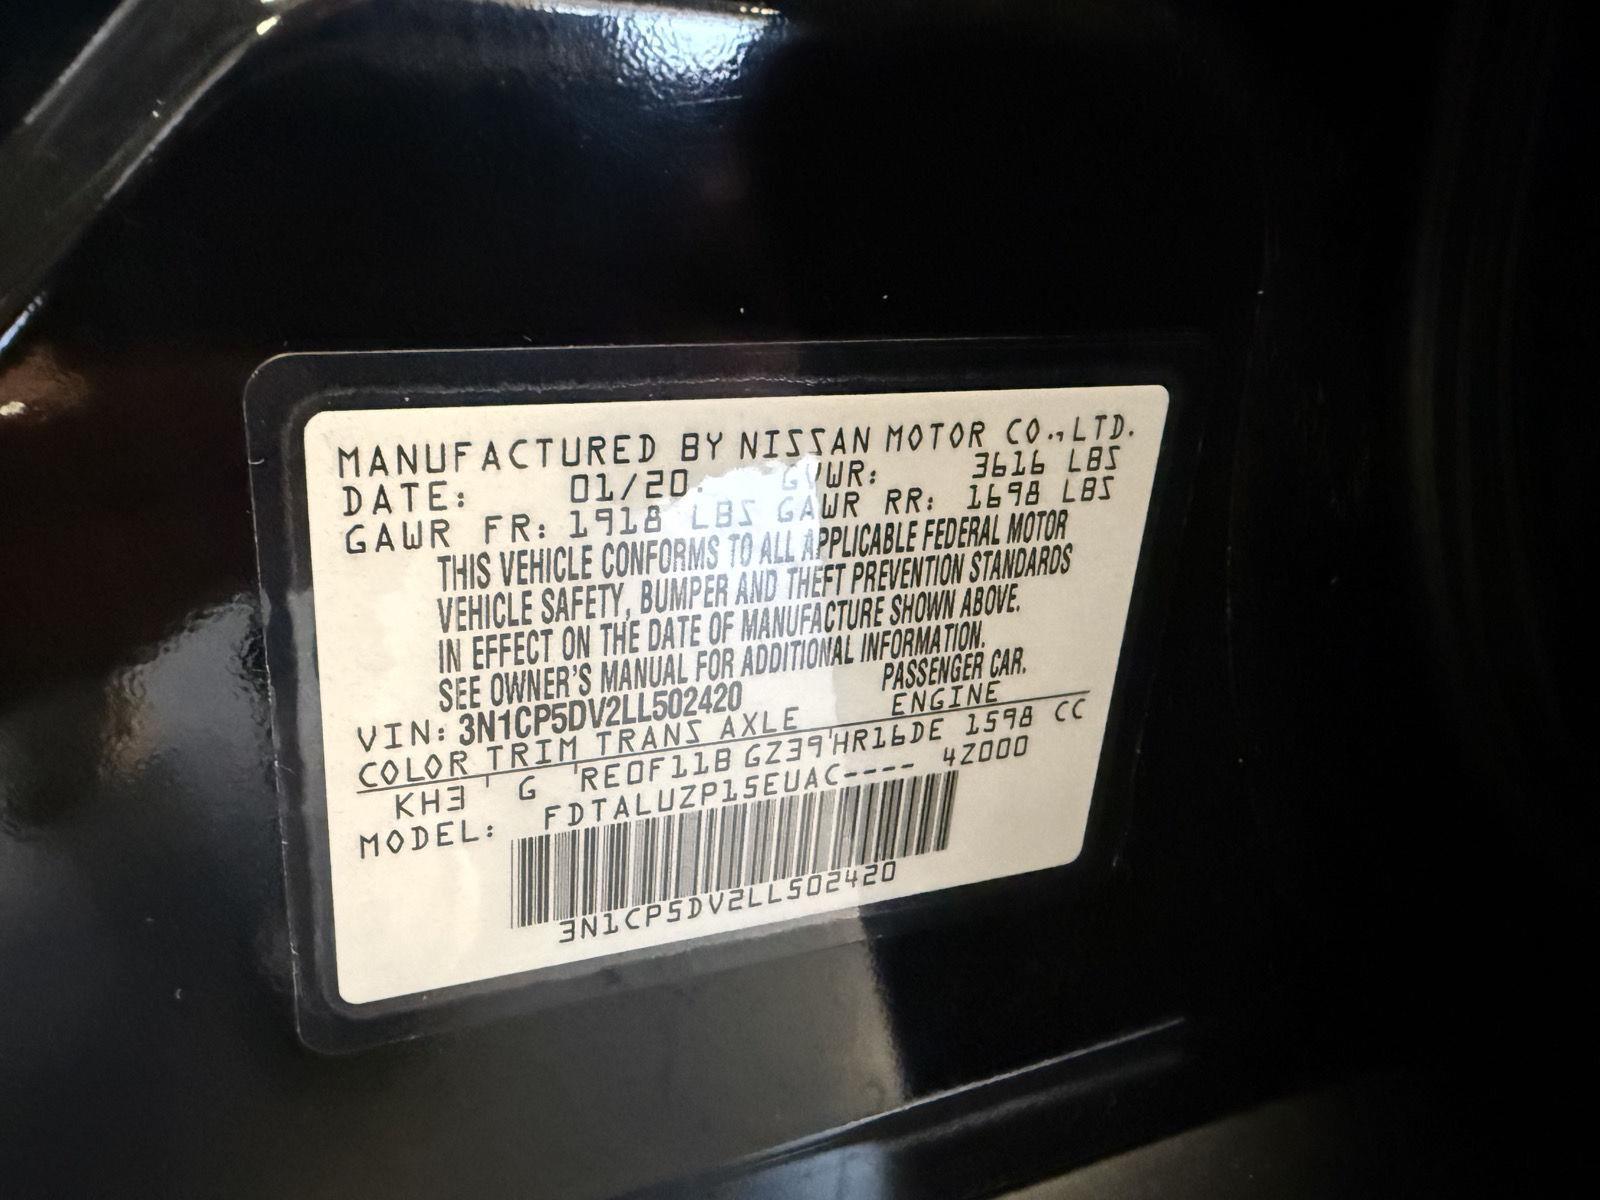 MANUFACTURED BY NISSAN MOTOR CO., LTD.
DATE: 01/20 GVWR: 3616 LBS
GAWR FR: 1918 LBS GAWR RR: 1698 LBS
THIS VEHICLE CONFORMS TO ALL APPLICABLE FEDERAL MOTOR
VEHICLE SAFETY, BUMPER AND THEFT PREVENTION STANDARDS
IN EFFECT ON THE DATE OF MANUFACTURE SHOWN ABOVE.
SEE OWNER'S MANUAL FOR ADDITIONAL INFORMATION.
VIN: 3N1CP5DV2LL502420 PASSENGER CAR.
COLOR TRIM TRANS AXLE ENGINE
KH3 G RE0F11B GZ39 HR16DE 1598 CC
MODEL: FDTALUZP15EUAC---- 4Z000
3N1CP5DV2LL502420